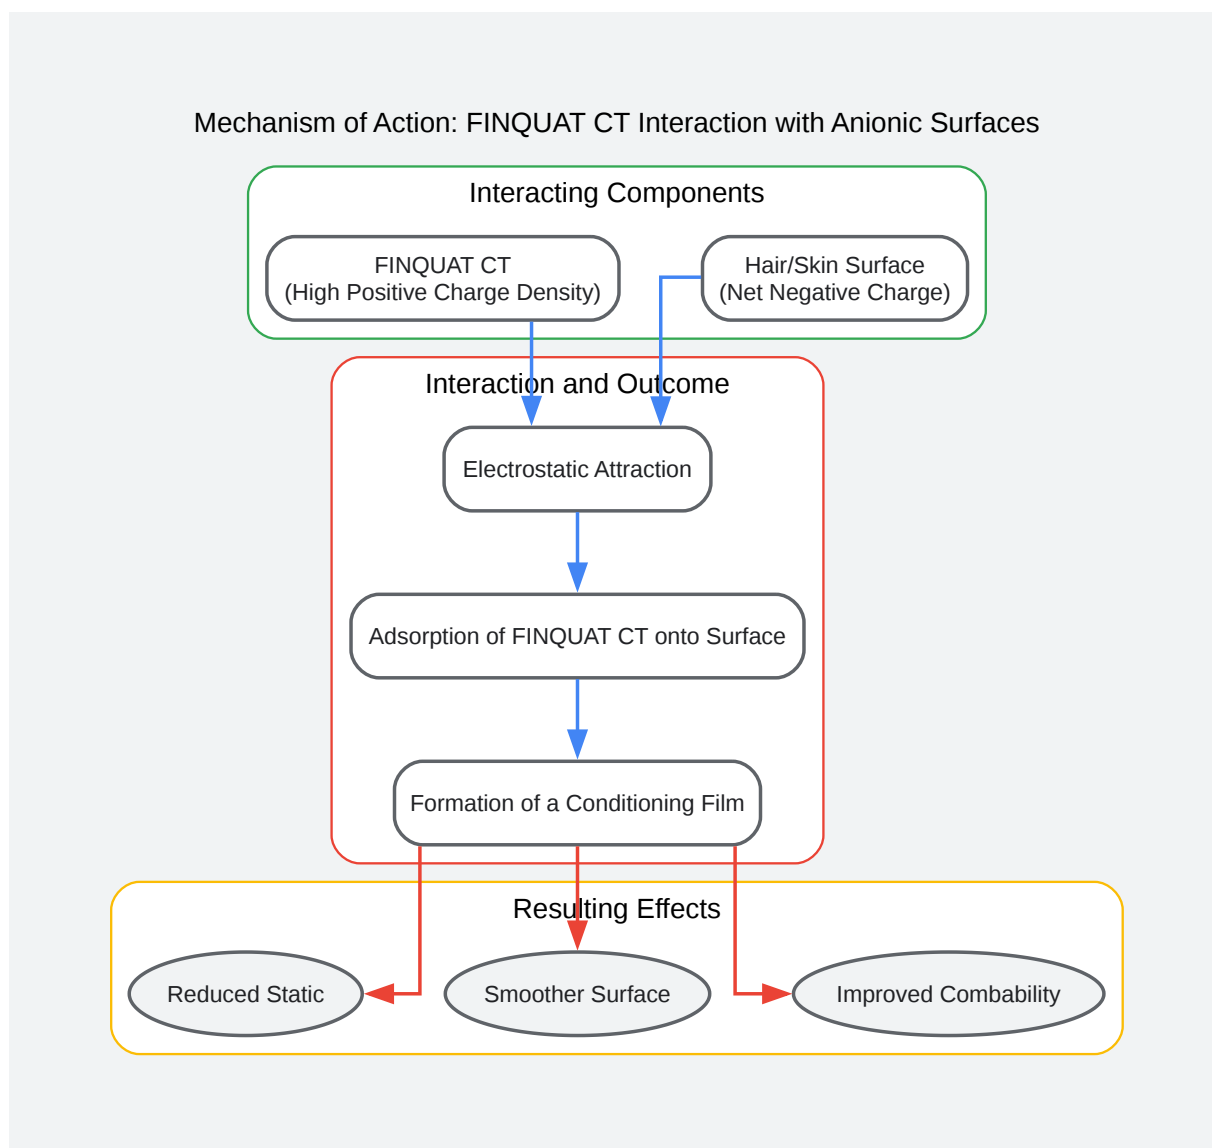 Mechanism of Action: FINQUAT CT Interaction with Anionic Surfaces
Interacting Components
FINQUAT CT
(High Positive Charge Density)
Hair/Skin Surface
(Net Negative Charge)
Interaction and Outcome
Electrostatic Attraction
Adsorption of FINQUAT CT onto Surface
Formation of a Conditioning Film
Resulting Effects
Reduced Static
Smoother Surface
Improved Combability